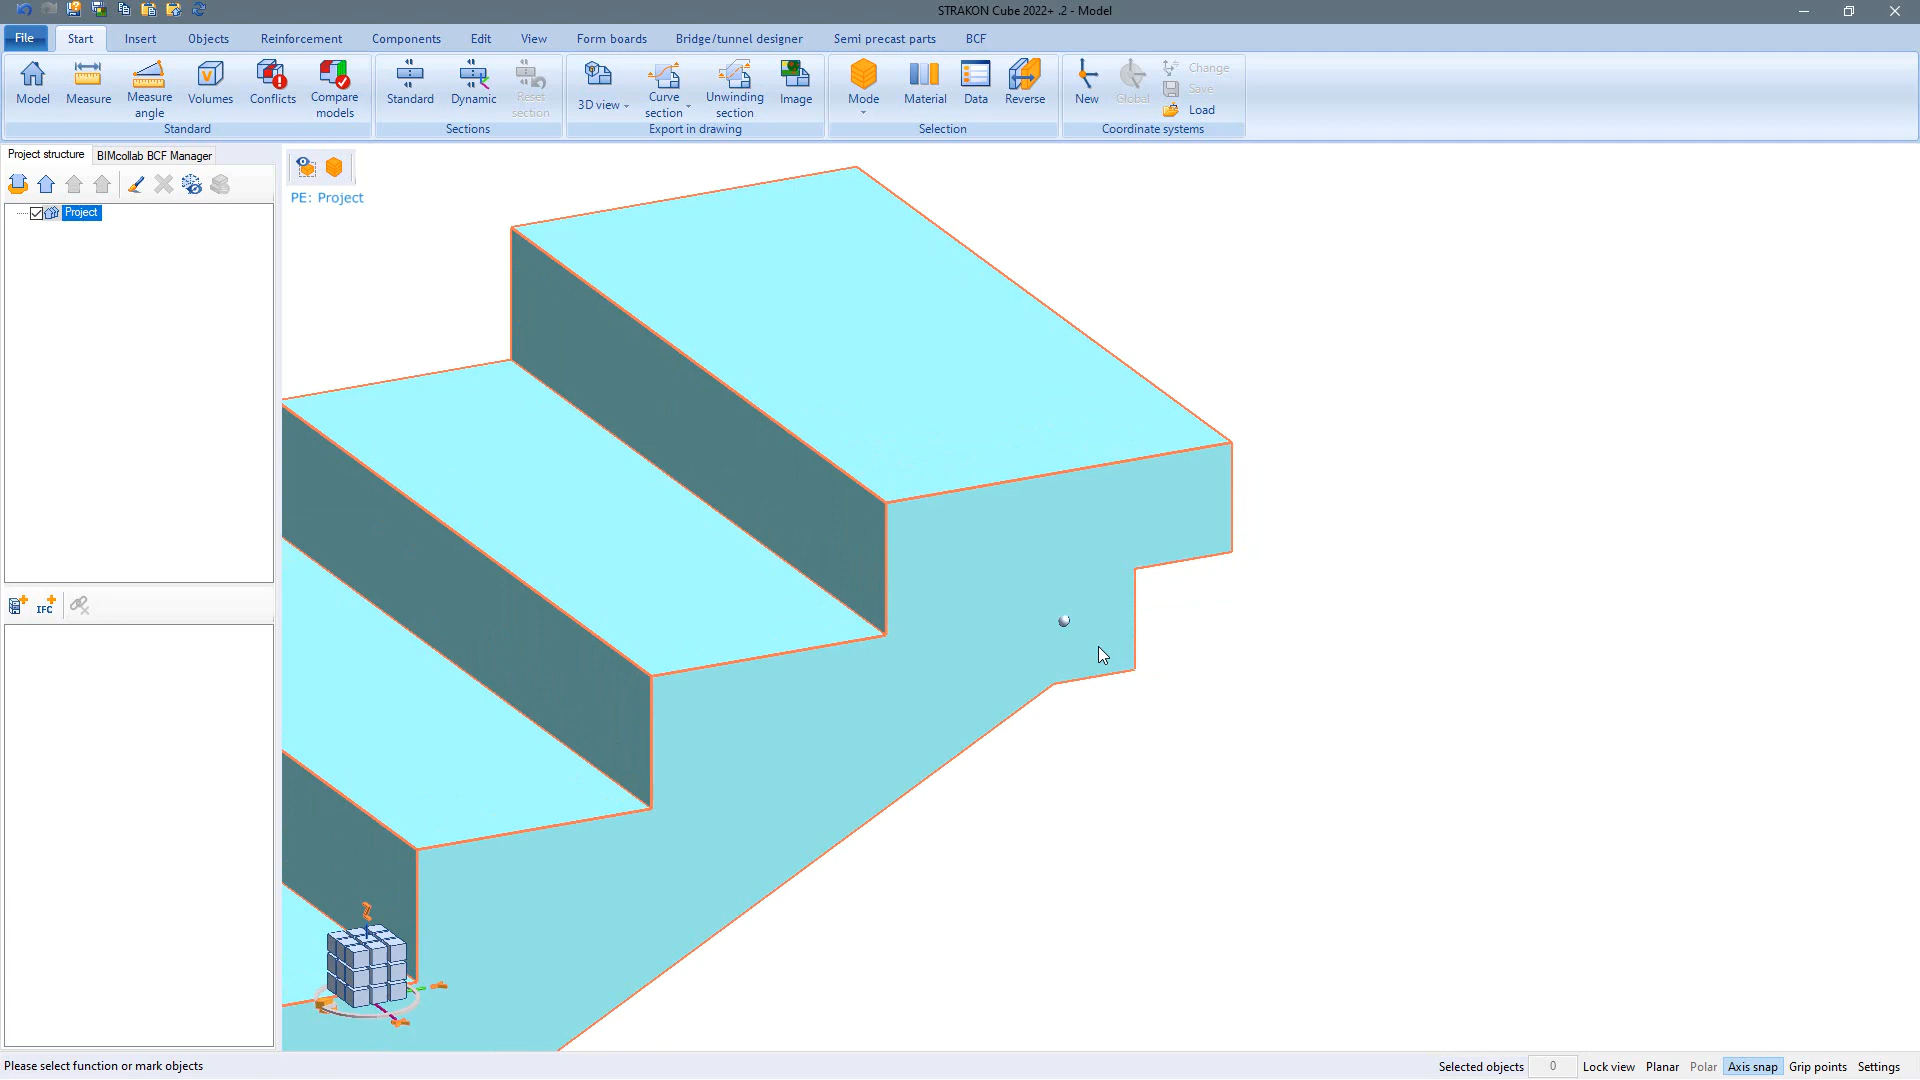 STRAKON Cube 2022+ .2 - Model
File Start Insert Objects Reinforcement Components Edit View Form boards Bridge/tunnel designer Semi precast parts BCF
Model Measure Measure angle Volumes Conflicts Compare models
Standard
Standard Dynamic Reset section
Sections
3D view Curve section Unwinding section Image
Export in drawing
Mode Material Data Reverse
Selection
New Global Change
Save
Load
Coordinate systems
Project structure BIMcollab BCF Manager
PE: Project
Project
IFC
Please select function or mark objects
Selected objects 0 Lock view Planar Polar Axis snap Grip points Settings